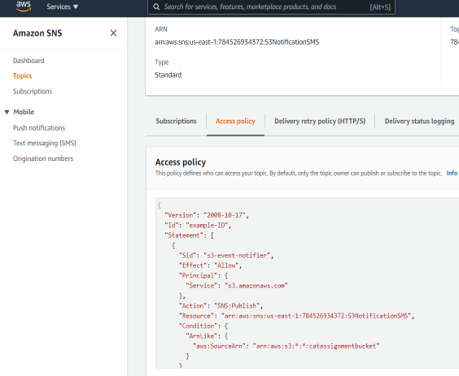 aws
Services ▼
Search for services, features, marketplace products, and docs
[Alt+S]
Amazon SNS
X
Dashboard
Topics
Subscriptions
▼ Mobile
Push notifications
Text messaging (SMS)
Origination numbers
ARN
arn:aws:sns:us-east-1:784526934372:S3NotificationSMS
Type
Standard
Top
784
Subscriptions
Access policy
Delivery retry policy (HTTP/S)
Delivery status logging
Access policy
This policy defines who can access your topic. By default, only the topic owner can publish or subscribe to the topic. Info
{
"Version": "2008-10-17",
"Id": "example-ID",
"Statement": [
{
"Sid": "s3-event-notifier",
"Effect": "Allow",
"Principal": {
"Service": "s3.amazonaws.com"
},
"Action": "SNS:Publish",
"Resource": "arn:aws:sns:us-east-1:784526934372:S3NotificationSMS",
"Condition": {
"ArnLike": {
"aws:SourceArn": "arn:aws:s3:*:*:catassignmentbucket"
}
}